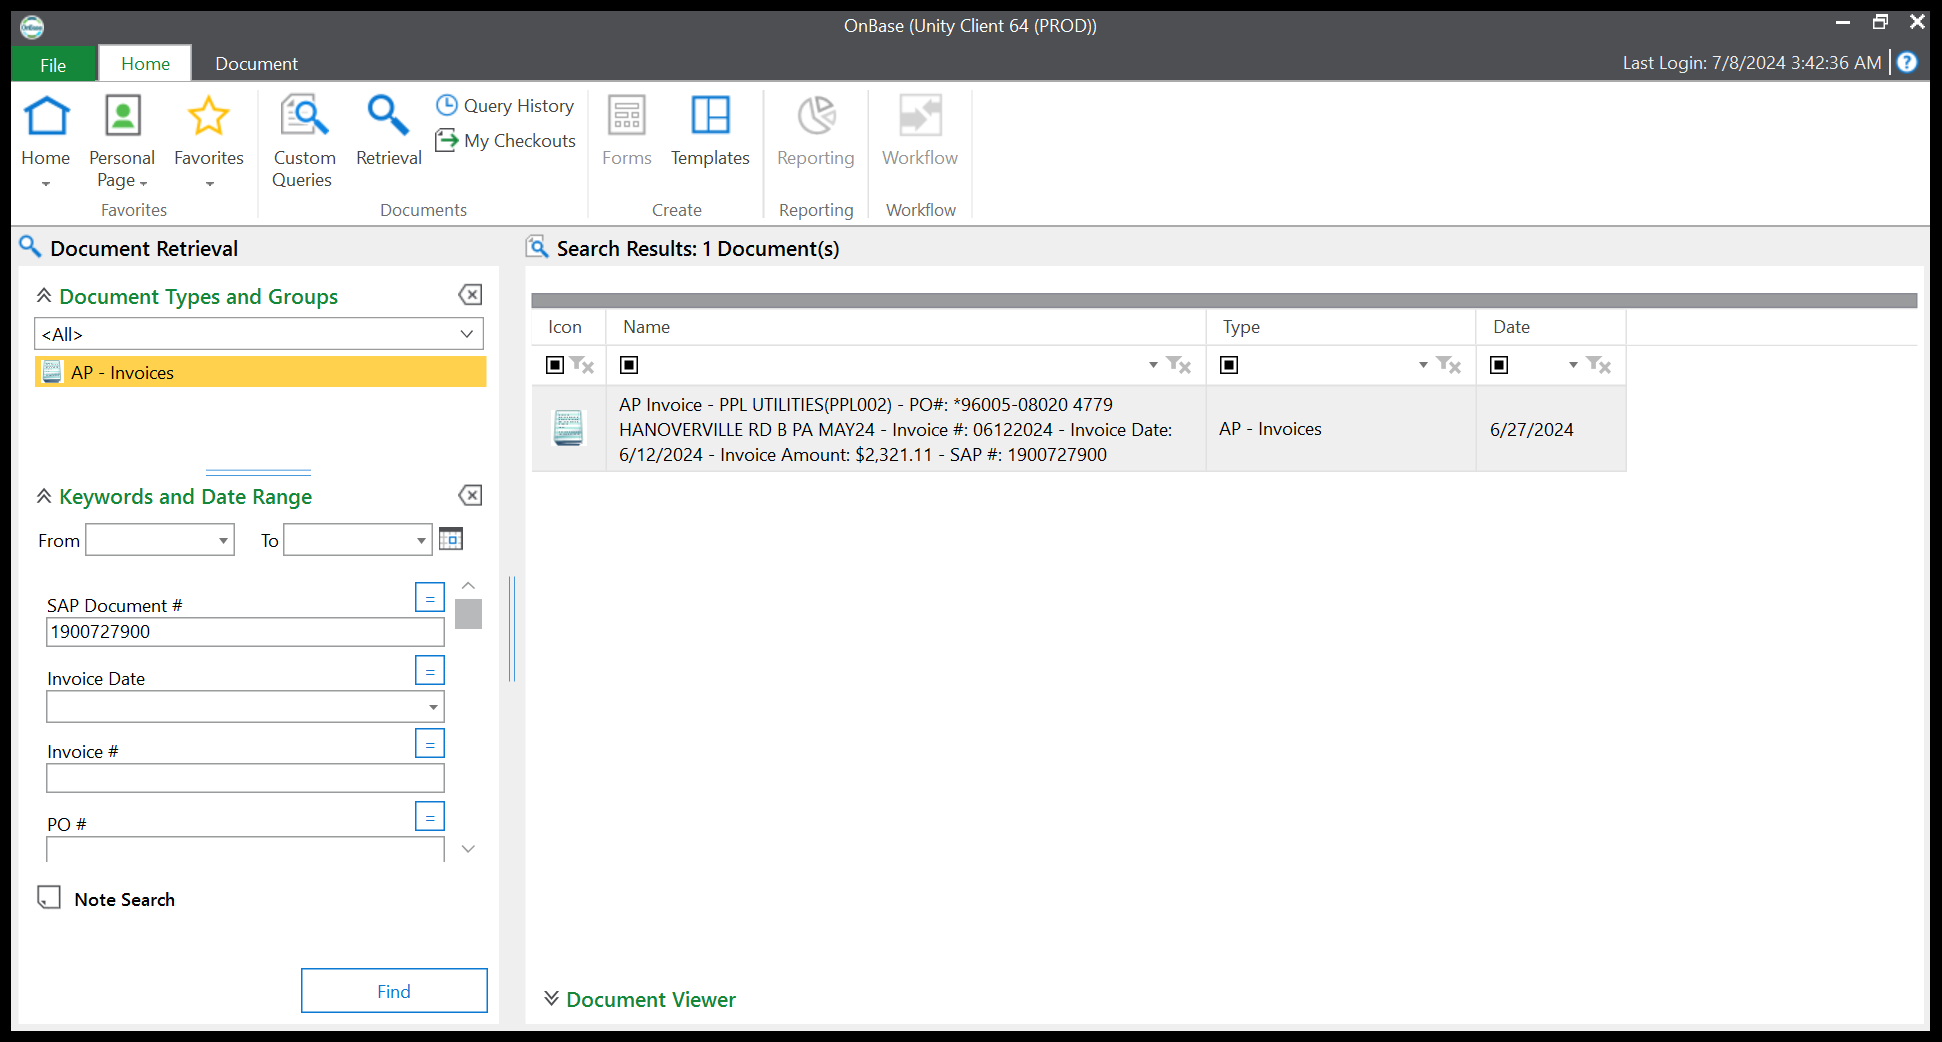 OnBase
OnBase (Unity Client 64 (PROD))
File
Home
Document
Last Login: 7/8/2024 3:42:36 AM
?
Home
Personal
Page
Favorites
Favorites
Custom
Queries
Retrieval
Query History
My Checkouts
Documents
Forms
Templates
Create
Reporting
Reporting
Workflow
Workflow
Document Retrieval
Document Types and Groups
<All>
AP - Invoices
Keywords and Date Range
From
To
SAP Document #
=
1900727900
Invoice Date
=
Invoice #
=
PO #
=
Note Search
Find
Search Results: 1 Document(s)
Icon
Name
Type
Date
AP Invoice - PPL UTILITIES(PPL002) - PO#: *96005-08020 4779
HANOVERVILLE RD B PA MAY24 - Invoice #: 06122024 - Invoice Date:
6/12/2024 - Invoice Amount: $2,321.11 - SAP #: 1900727900
AP - Invoices
6/27/2024
Document Viewer